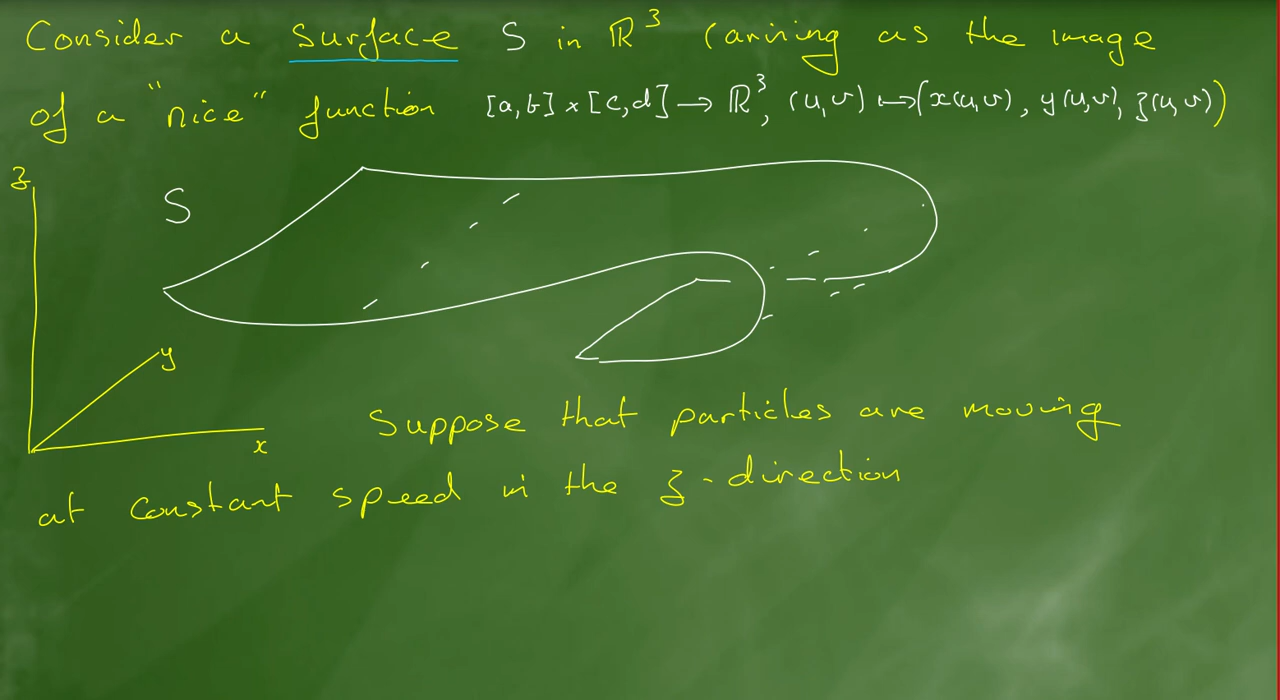 Consider a surface S in ℝ³ (arising as the image
of a "nice" function [a,b] × [c,d] → ℝ³, (u,v) ↦ (x(u,v), y(u,v), z(u,v))
z
S
y
x
Suppose that particles are moving
at constant speed in the z-direction